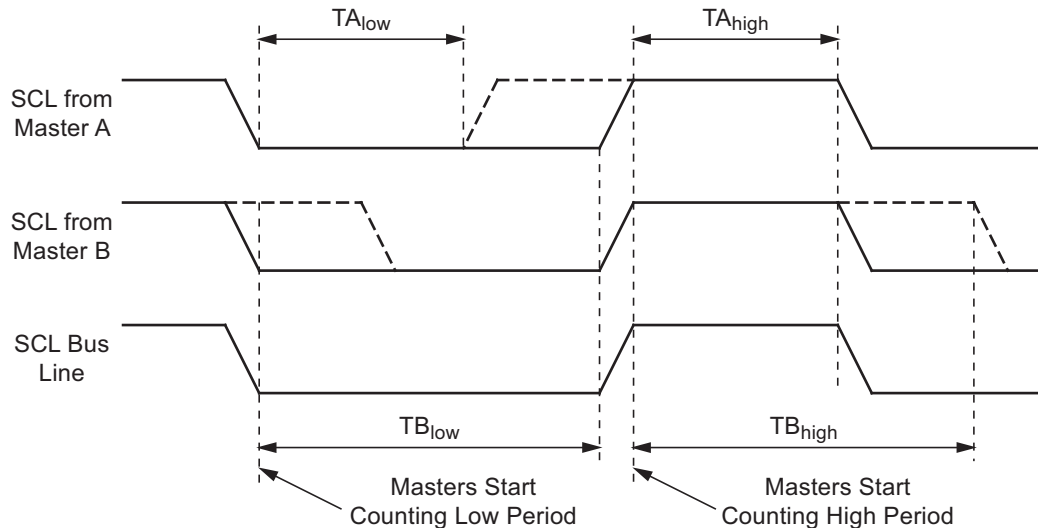 TAlow
TAhigh
SCL from
Master A
SCL from
Master B
SCL Bus
Line
TBlow
TBhigh
Masters Start
Counting Low Period
Masters Start
Counting High Period